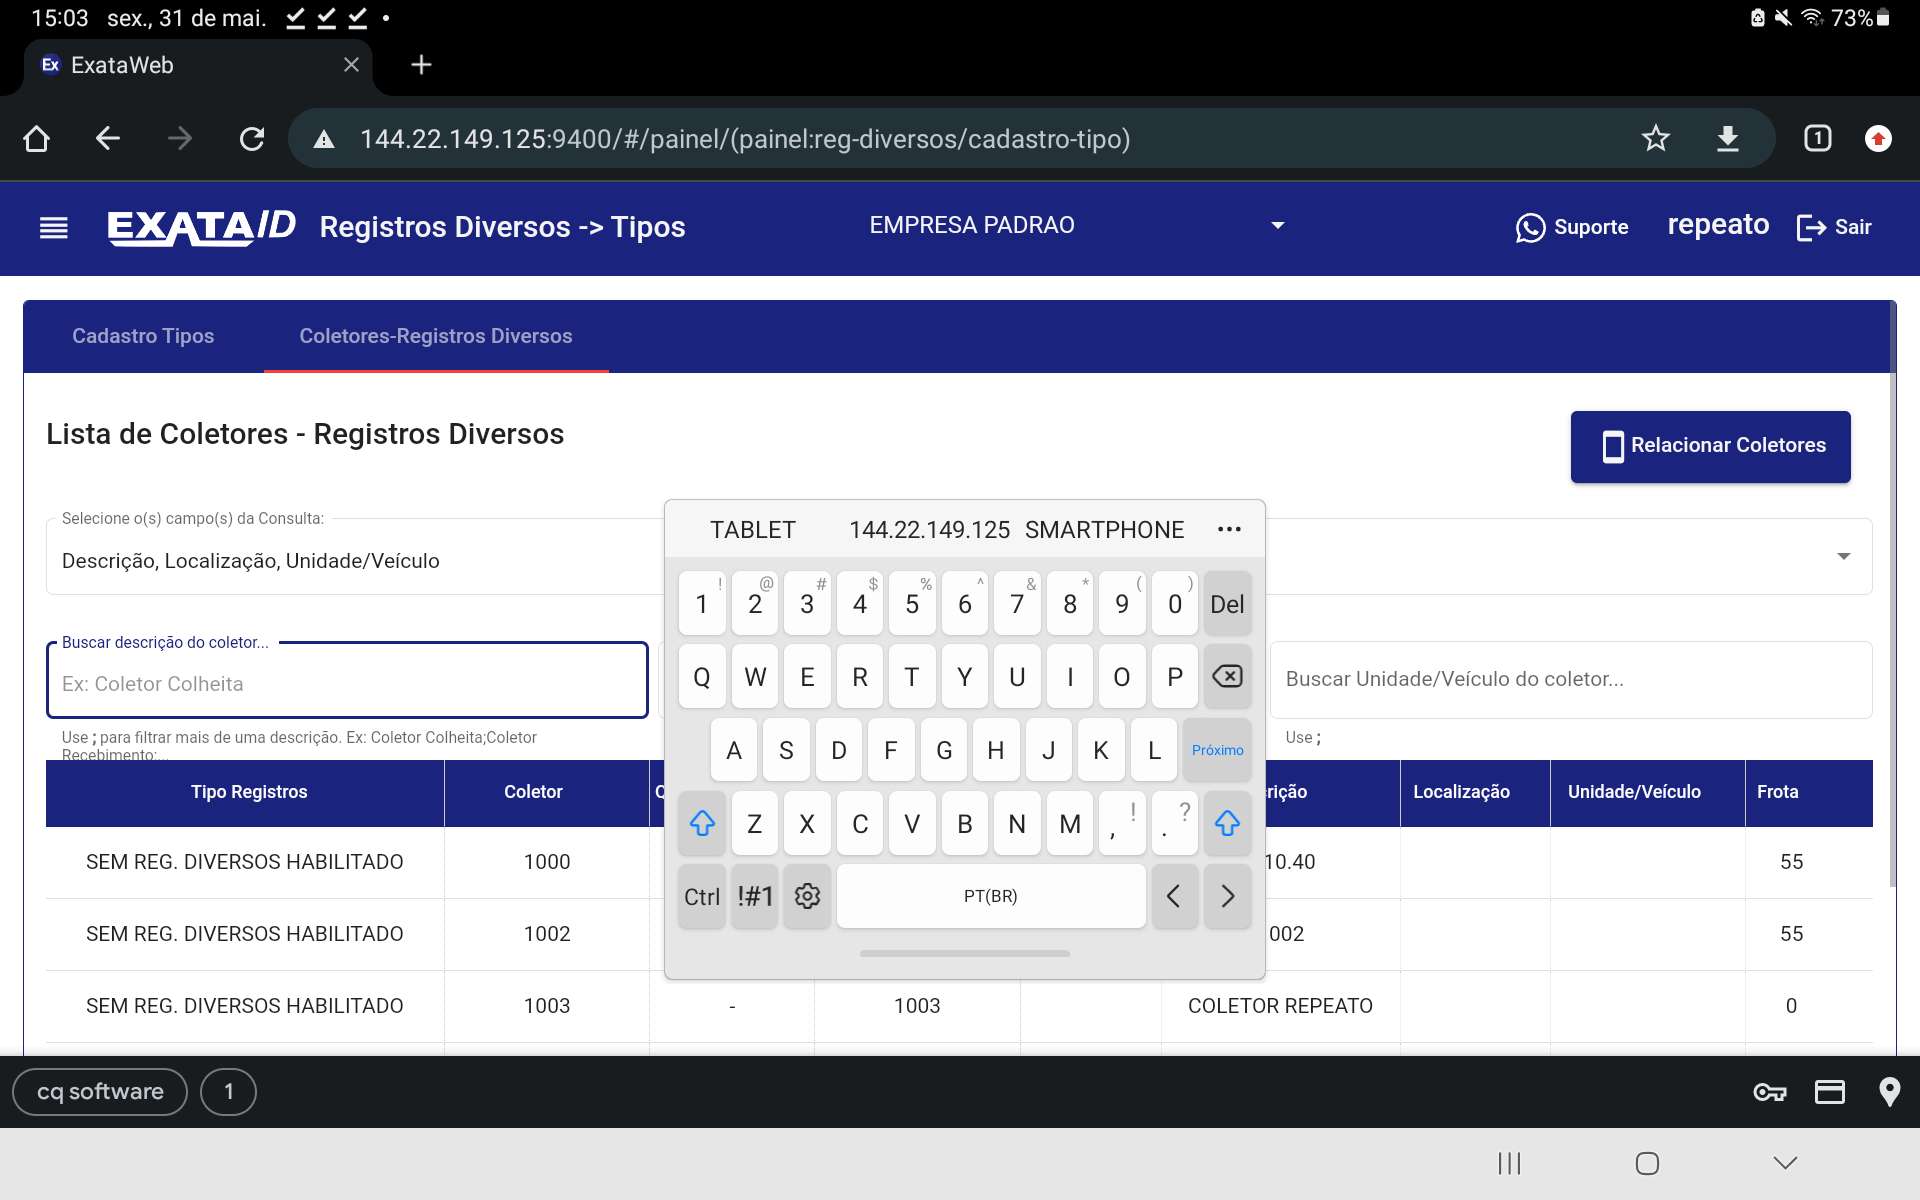 15:03 sex., 31 de mai.
73%
Ex ExataWeb
144.22.149.125:9400/#/painel/(painel:reg-diversos/cadastro-tipo)
1
EXATAID Registros Diversos -> Tipos EMPRESA PADRAO Suporte repeato Sair
Cadastro Tipos Coletores-Registros Diversos
Lista de Coletores - Registros Diversos
Relacionar Coletores
Selecione o(s) campo(s) da Consulta:
Descrição, Localização, Unidade/Veículo
Buscar descrição do coletor...
Ex: Coletor Colheita
Buscar Unidade/Veículo do coletor...
Use ; para filtrar mais de uma descrição. Ex: Coletor Colheita;Coletor
Recebimento;...
Use ;
TABLET 144.22.149.125 SMARTPHONE ...
! @ # $ % ^ & * ( )
1 2 3 4 5 6 7 8 9 0 Del
Q W E R T Y U I O P
A S D F G H J K L Próximo
Z X C V B N M , ! . ?
Ctrl !#1 PT(BR) < >
Tipo Registros Coletor Q rição Localização Unidade/Veículo Frota
SEM REG. DIVERSOS HABILITADO 1000 10.40 55
SEM REG. DIVERSOS HABILITADO 1002 002 55
SEM REG. DIVERSOS HABILITADO 1003 - 1003 COLETOR REPEATO 0
cq software 1